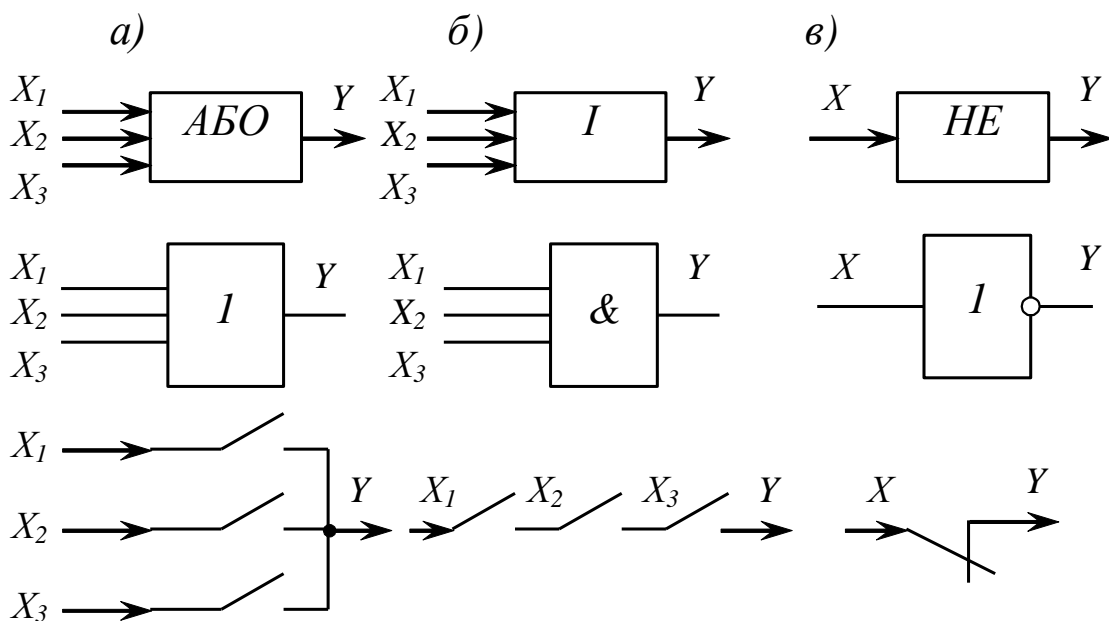 а) б) в)
X1 Y X1 Y X Y
АБО I НЕ
X2 X2
X3 X3
X1 Y X1 Y X Y
X2 1 X2 & 1
X3 X3
X1
Y X1 X2 X3 Y X Y
X2
X3